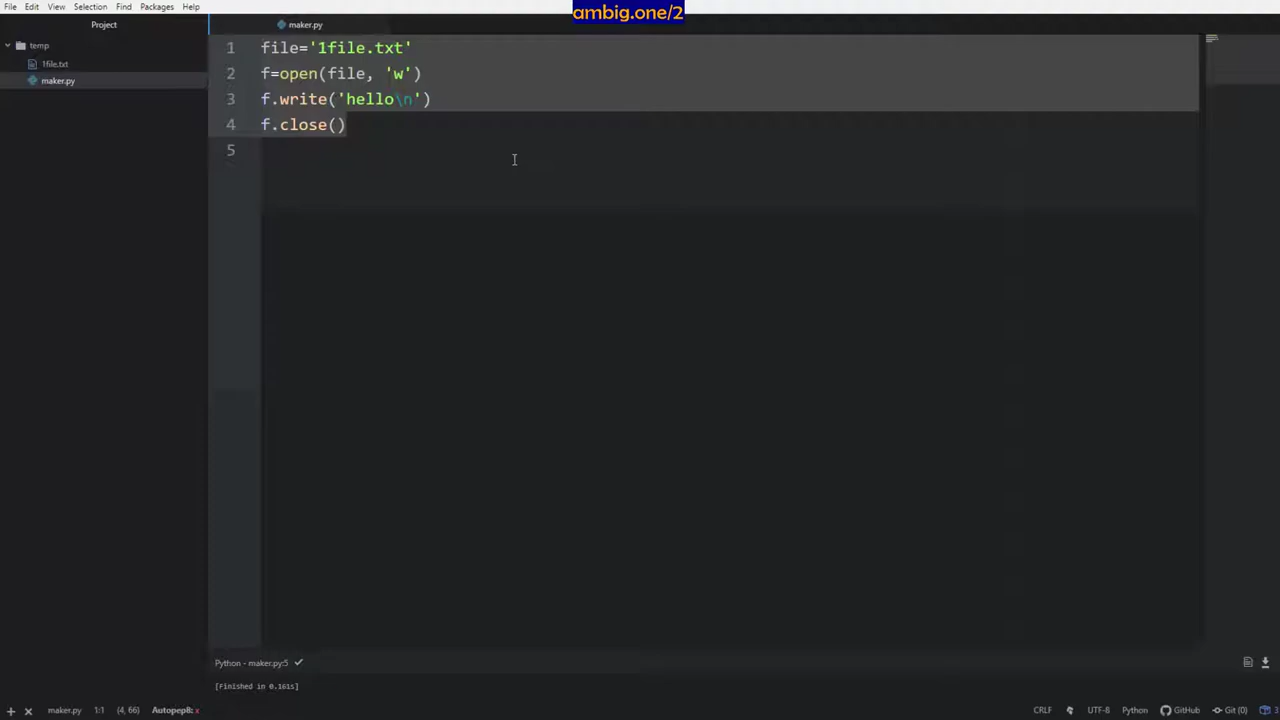 ambig.one/2
File Edit View Selection Find Packages Help
Project
maker.py
temp
1file.txt
maker.py
1 file='1file.txt'
2 f=open(file, 'w')
3 f.write('hello\n')
4 f.close()
5
Python - maker.py:5
[Finished in 0.161s]
maker.py 1:1 (4, 66) Autopep8: x CRLF UTF-8 Python GitHub Git (0) 3